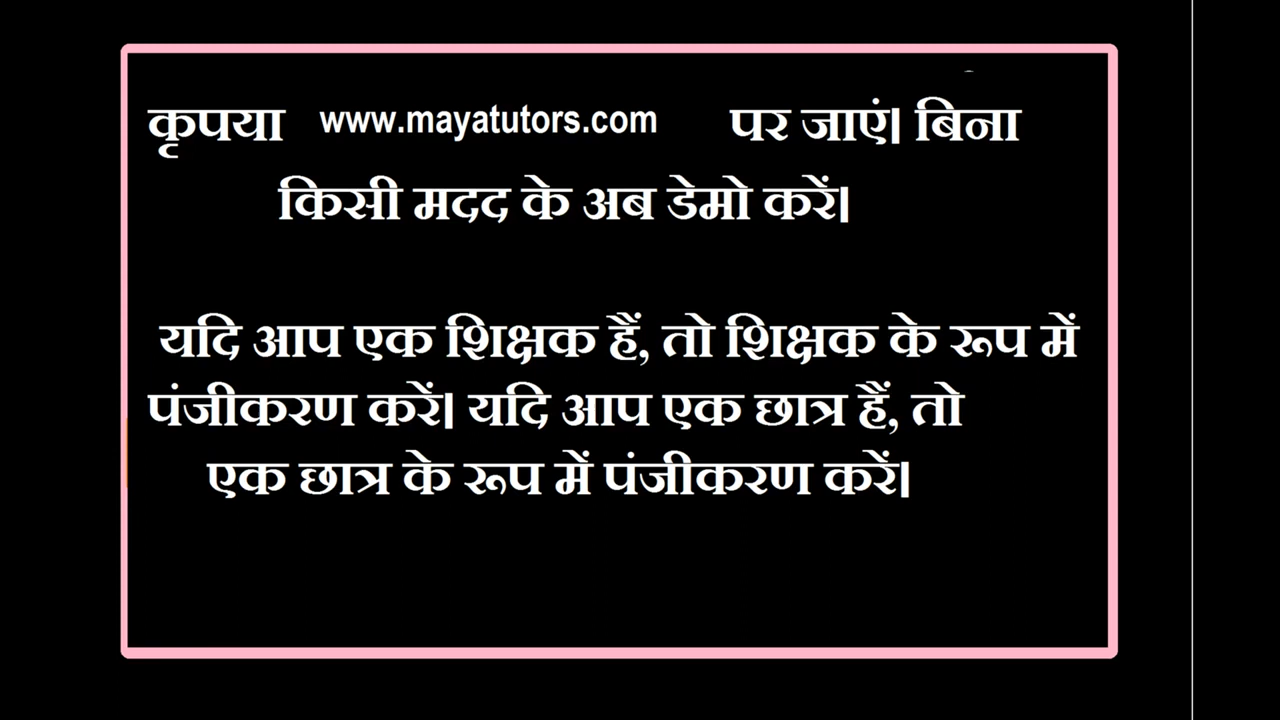 कृपया www.mayatutors.com पर जाएं। बिना
किसी मदद के अब डेमो करें।
यदि आप एक शिक्षक हैं, तो शिक्षक के रूप में
पंजीकरण करें। यदि आप एक छात्र हैं, तो
एक छात्र के रूप में पंजीकरण करें।